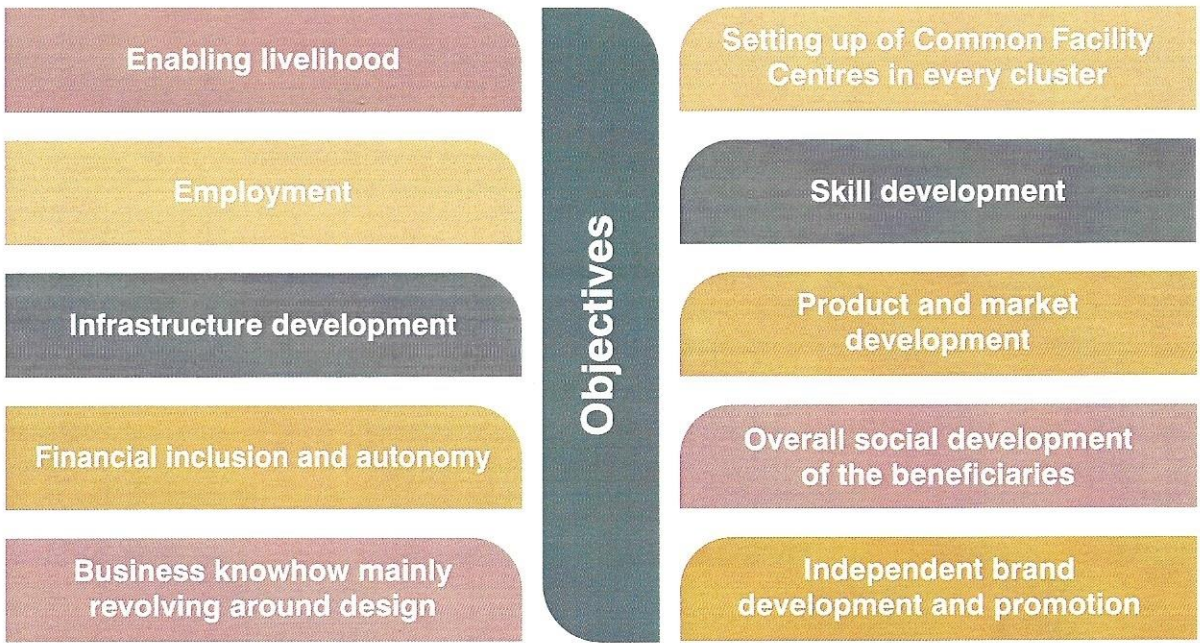 Enabling livelihood
Employment
Infrastructure development
Financial inclusion and autonomy
Business knowhow mainly
revolving around design
Objectives
Setting up of Common Facility
Centres in every cluster
Skill development
Product and market
development
Overall social development
of the beneficiaries
Independent brand
development and promotion